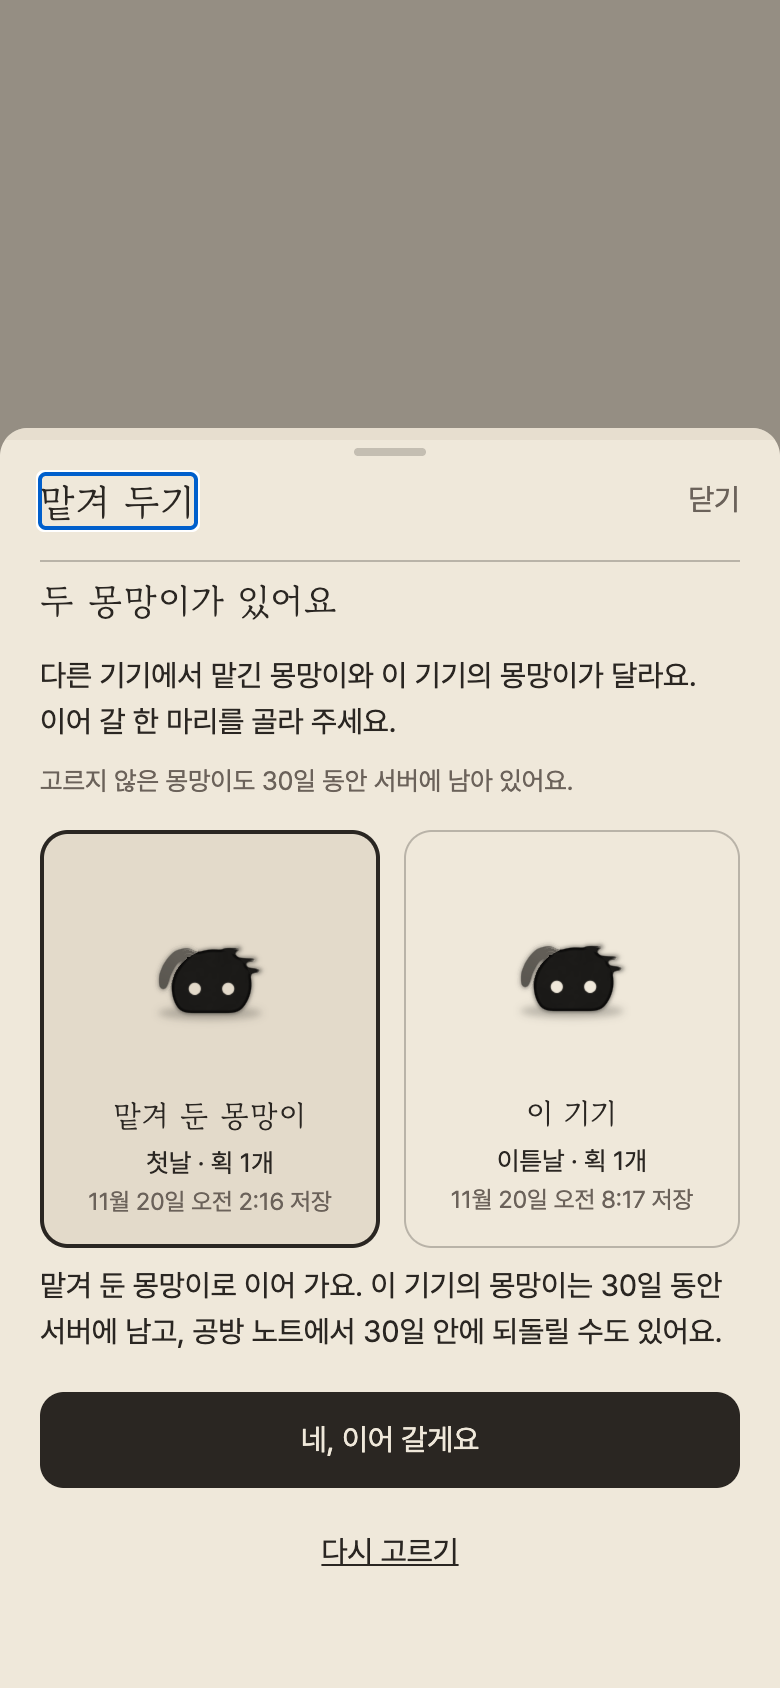 맡겨 두기
닫기
두 몽망이가 있어요
다른 기기에서 맡긴 몽망이와 이 기기의 몽망이가 달라요.
이어 갈 한 마리를 골라 주세요.
고르지 않은 몽망이도 30일 동안 서버에 남아 있어요.
맡겨 둔 몽망이
첫날 · 획 1개
11월 20일 오전 2:16 저장
이 기기
이튿날 · 획 1개
11월 20일 오전 8:17 저장
맡겨 둔 몽망이로 이어 가요. 이 기기의 몽망이는 30일 동안
서버에 남고, 공방 노트에서 30일 안에 되돌릴 수도 있어요.
네, 이어 갈게요
다시 고르기